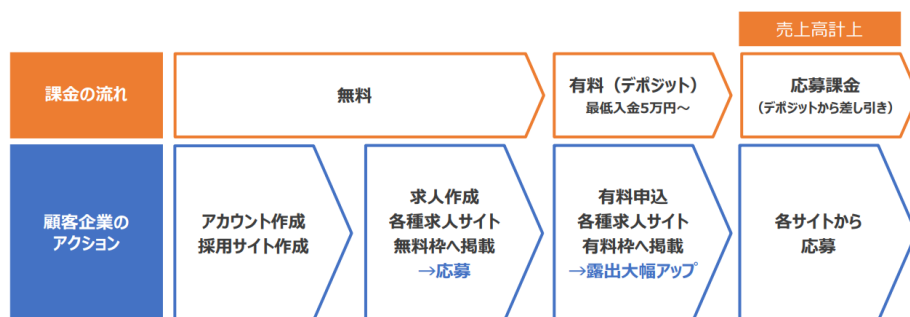 売上高計上
課金の流れ
無料
有料（デポジット）
最低入金5万円～
応募課金
（デポジットから差し引き）
顧客企業の
アクション
アカウント作成
採用サイト作成
求人作成
各種求人サイト
無料枠へ掲載
→応募
有料申込
各種求人サイト
有料枠へ掲載
→露出大幅アップ
各サイトから
応募